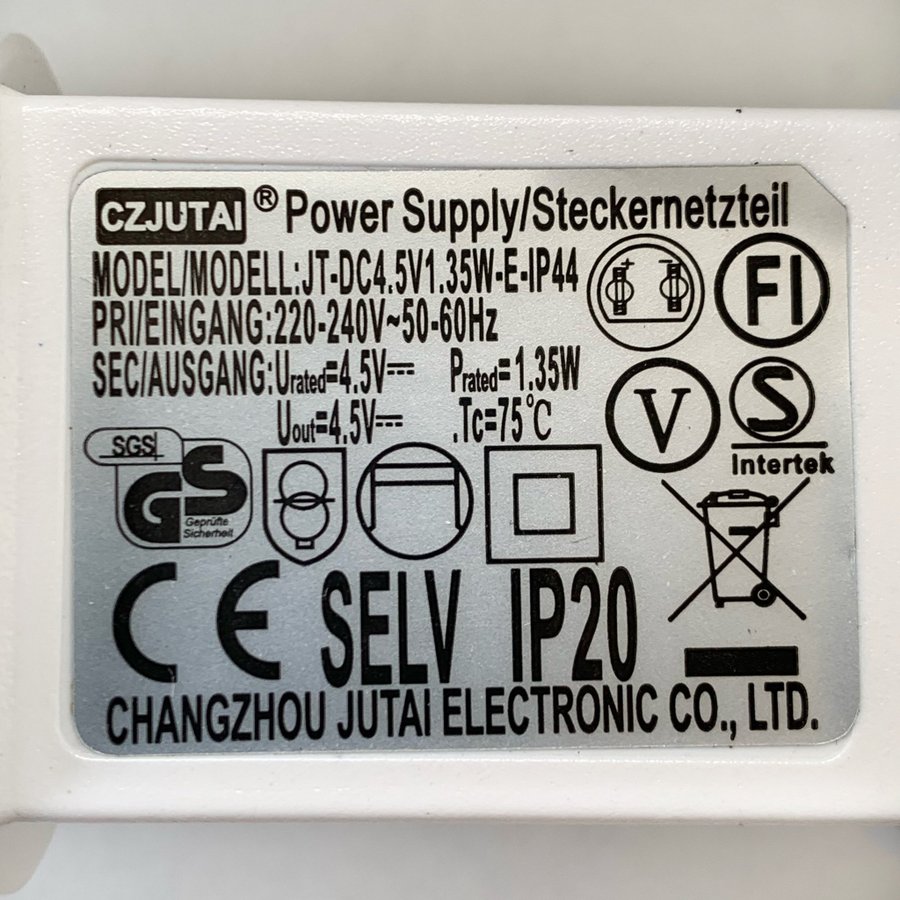 CZJUTAI® Power Supply/Steckernetzteil
MODEL/MODELL:JT-DC4.5V1.35W-E-IP44
PRI/EINGANG:220-240V~50-60Hz
SEC/AUSGANG:Urated=4.5V⎓ Prated=1.35W
Uout=4.5V⎓ .Tc=75℃
+ -
FI
V
S
Intertek
SGS
GS
Geprüfte
Sicherheit
CE SELV IP20
CHANGZHOU JUTAI ELECTRONIC CO., LTD.